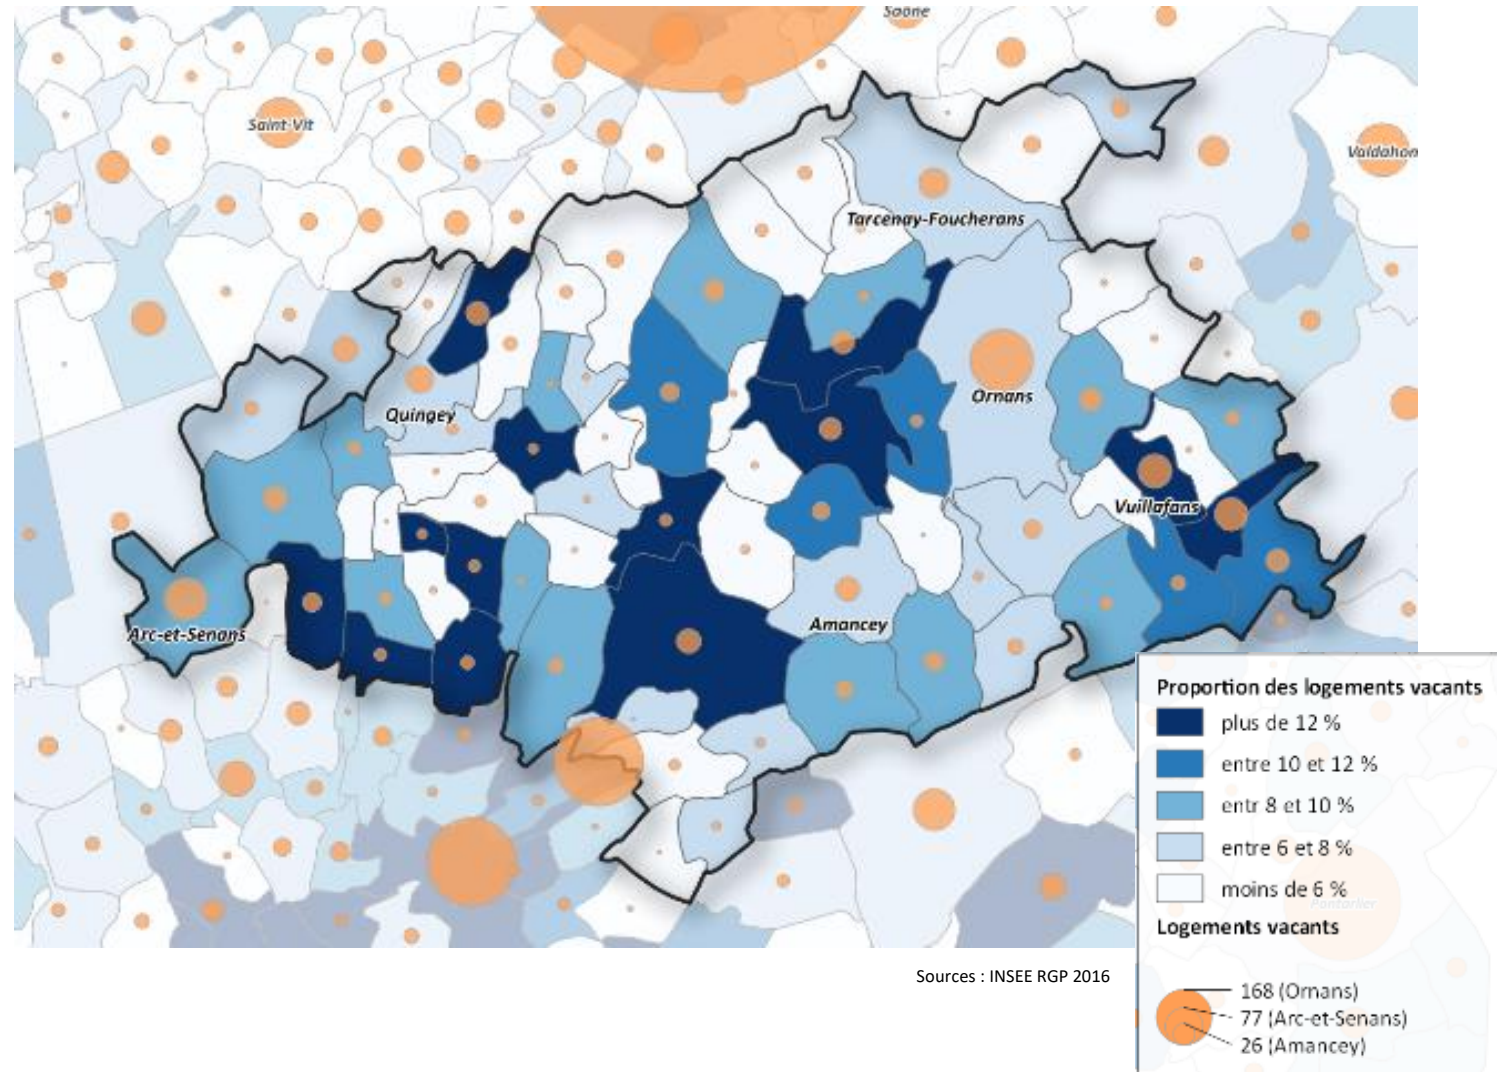 Saône
Saint-Vit
Valdahon
Tarcenay-Foucherans
Quingey
Ornans
Vuillafans
Arc-et-Senans
Amancey
Proportion des logements vacants
plus de 12 %
entre 10 et 12 %
entr 8 et 10 %
entre 6 et 8 %
moins de 6 %
Pontarlier
Logements vacants
Sources : INSEE RGP 2016
168 (Ornans)
77 (Arc-et-Senans)
26 (Amancey)